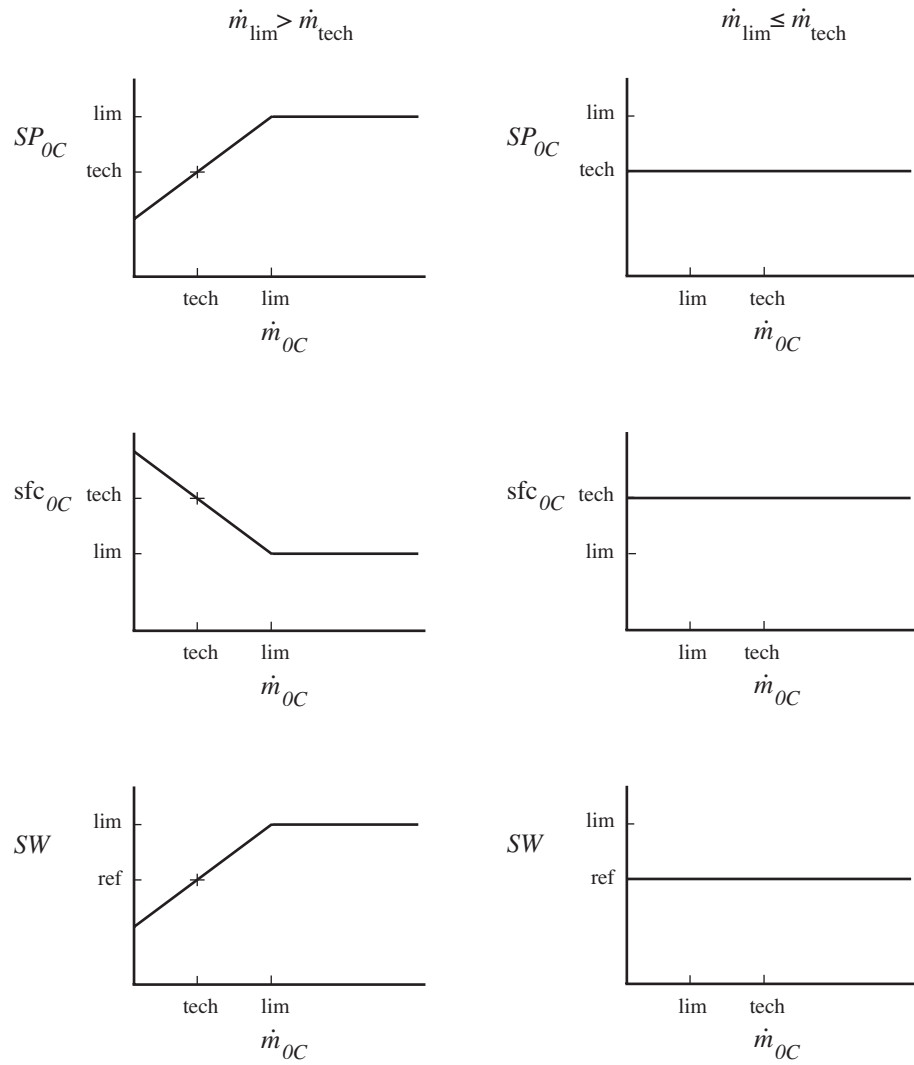 ṁlim > ṁtech
ṁlim ≤ ṁtech
SP0C
lim
tech
tech lim
ṁ0C
SP0C
lim
tech
lim tech
ṁ0C
sfc0C
tech
lim
tech lim
ṁ0C
sfc0C
tech
lim
lim tech
ṁ0C
SW
lim
ref
tech lim
ṁ0C
SW
lim
ref
lim tech
ṁ0C